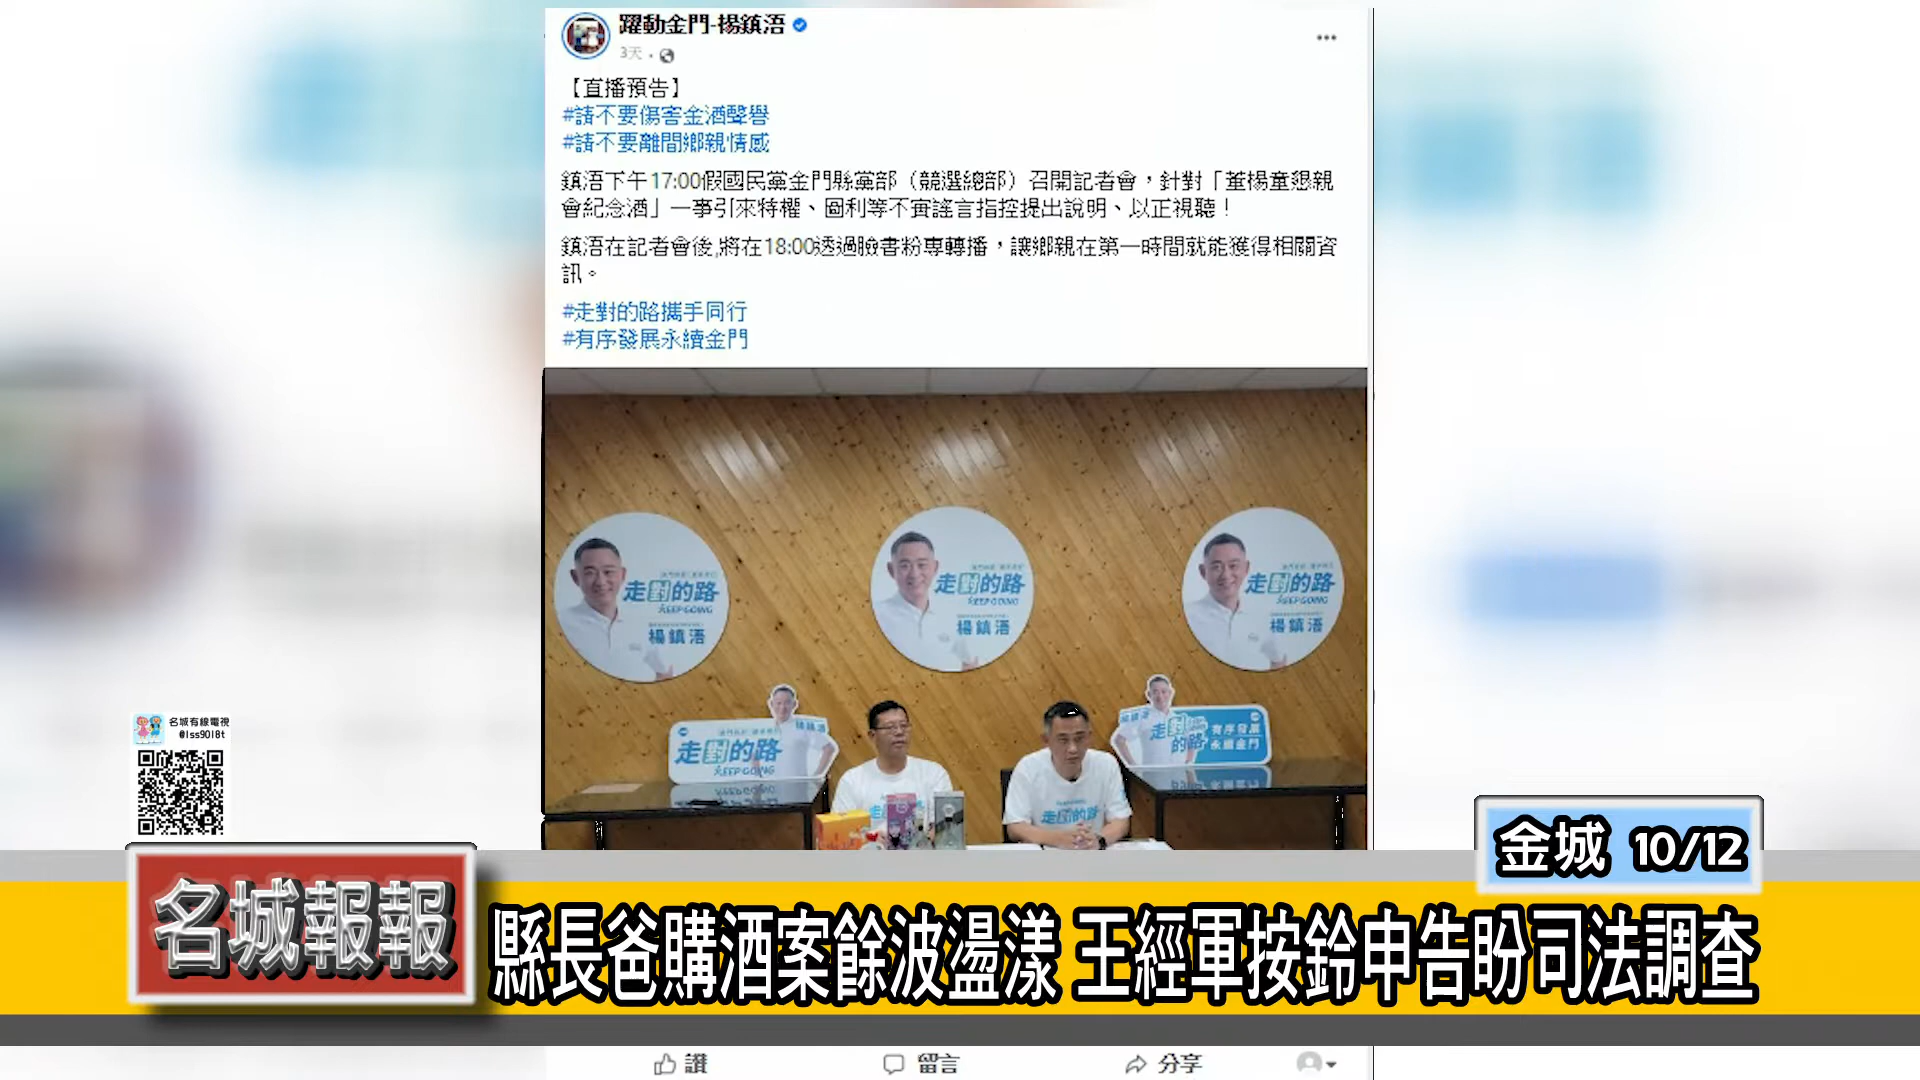 躍動金門-楊鎮浯
3天
【直播預告】
#請不要傷害金酒聲譽
#請不要離間鄉親情感
鎮浯下午17:00假國民黨金門縣黨部（競選總部）召開記者會，針對「董楊童懇親
會紀念酒」一事引來特權、圖利等不實謠言指控提出說明、以正視聽！
鎮浯在記者會後,將在18:00透過臉書粉專轉播，讓鄉親在第一時間就能獲得相關資
訊。
#走對的路攜手同行
#有序發展永續金門
走對的路
KEEP GOING
楊鎮浯
走對的路
KEEP GOING
楊鎮浯
走對的路
KEEP GOING
楊鎮浯
走對的路
KEEP GOING
楊鎮浯
走對的路
有序發展
永續金門
走對的路
名城有線電視
@lss9018t
金城 10/12
名城報報
縣長爸購酒案餘波盪漾 王經軍按鈴申告盼司法調查
讚
留言
分享